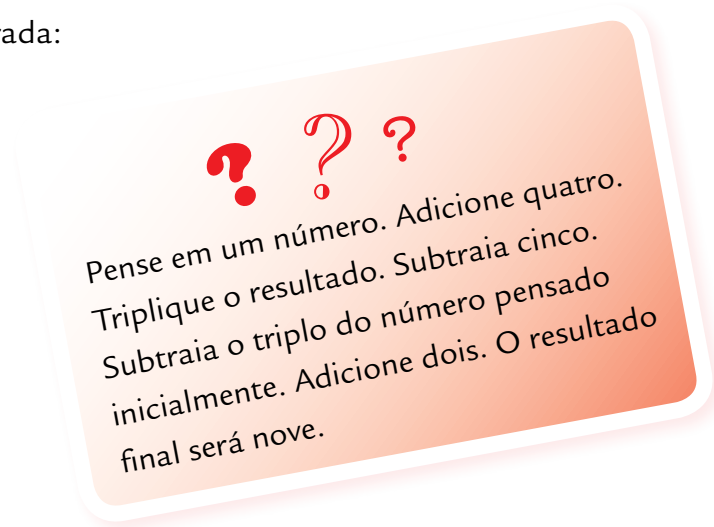 ? ? ?
Pense em um número. Adicione quatro.
Triplique o resultado. Subtraia cinco.
Subtraia o triplo do número pensado
inicialmente. Adicione dois. O resultado
final será nove.